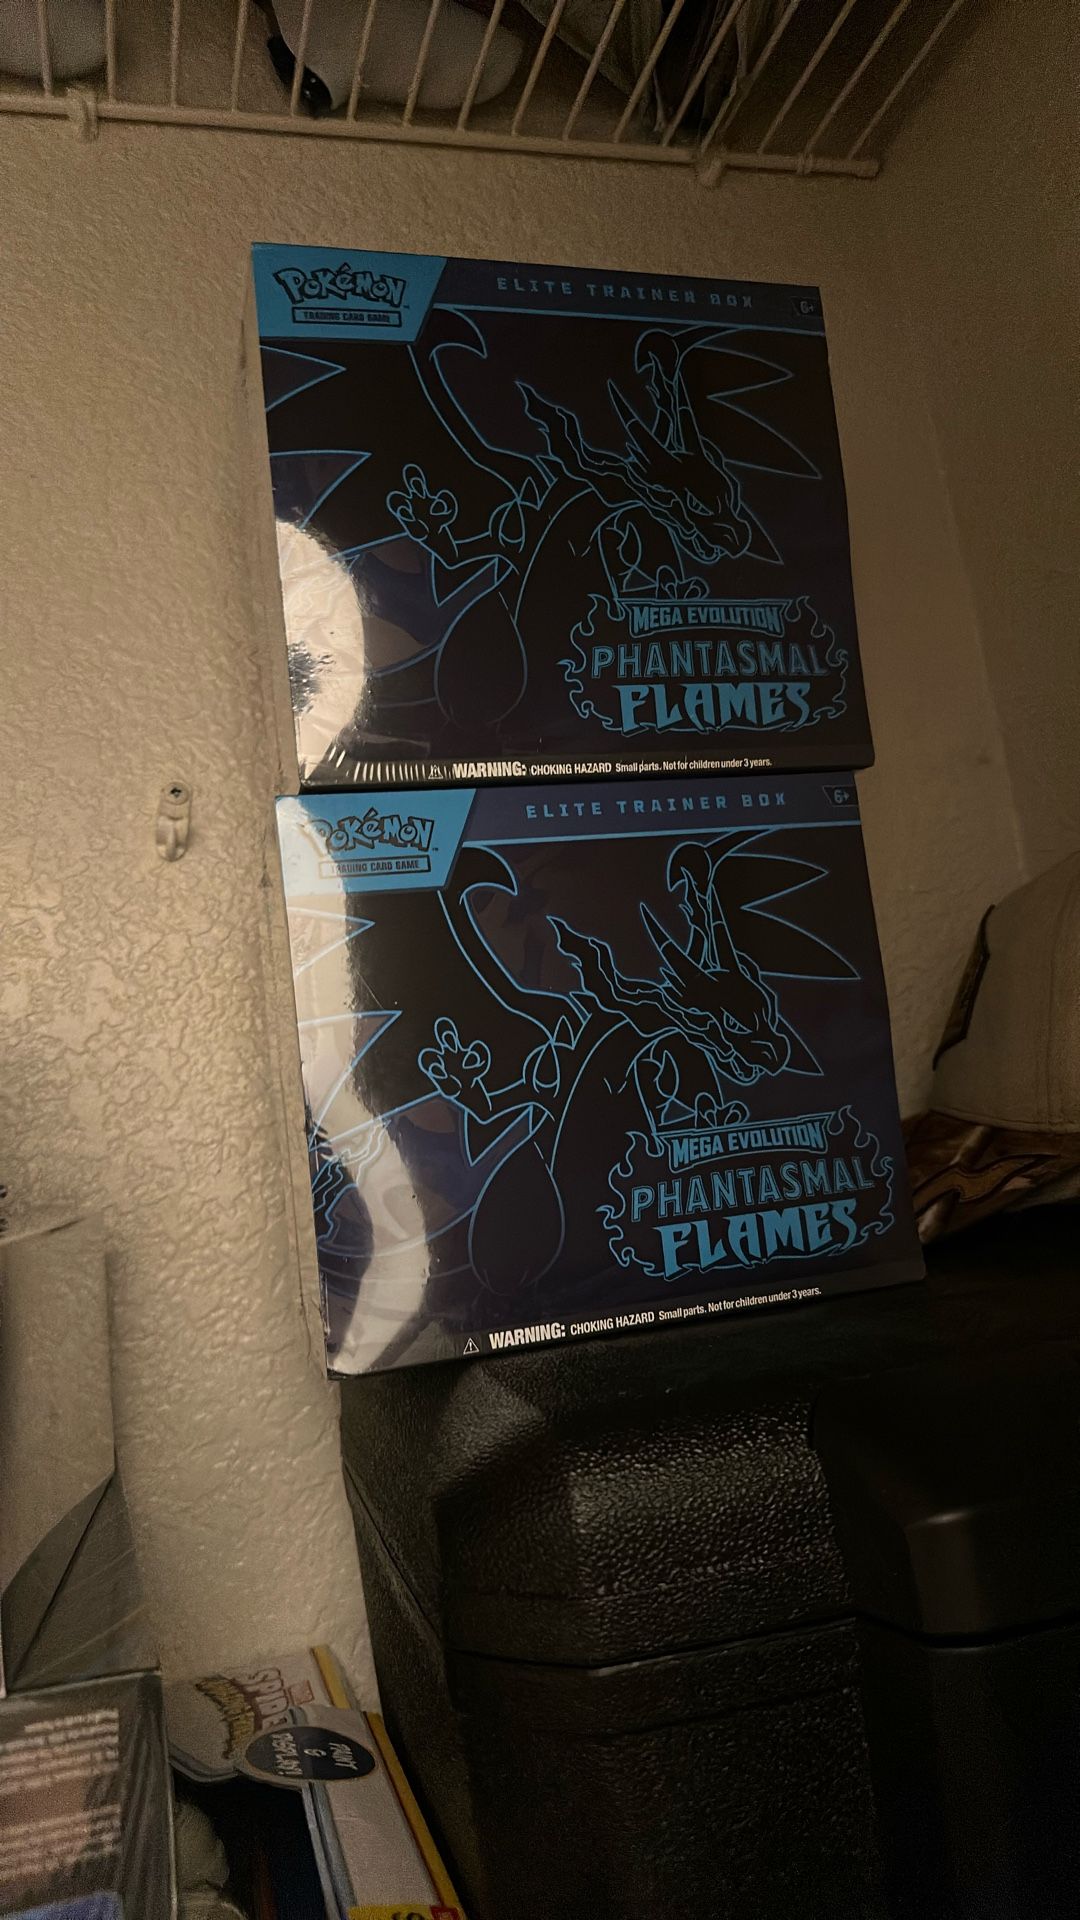 POKéMON
TRADING CARD GAME
ELITE TRAINER BOX
6+
MEGA EVOLUTION
PHANTASMAL
FLAMES
WARNING: CHOKING HAZARD Small parts. Not for children under 3 years.
POKéMON
TRADING CARD GAME
ELITE TRAINER BOX
6+
MEGA EVOLUTION
PHANTASMAL
FLAMES
WARNING: CHOKING HAZARD Small parts. Not for children under 3 years.
PAINT
&
DISPLAY!